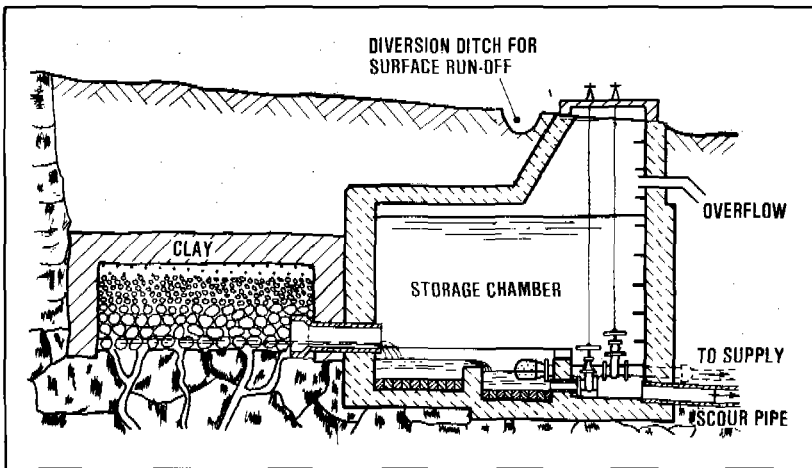 DIVERSION DITCH FOR
SURFACE RUN-OFF
OVERFLOW
CLAY
STORAGE CHAMBER
TO SUPPLY
SCOUR PIPE